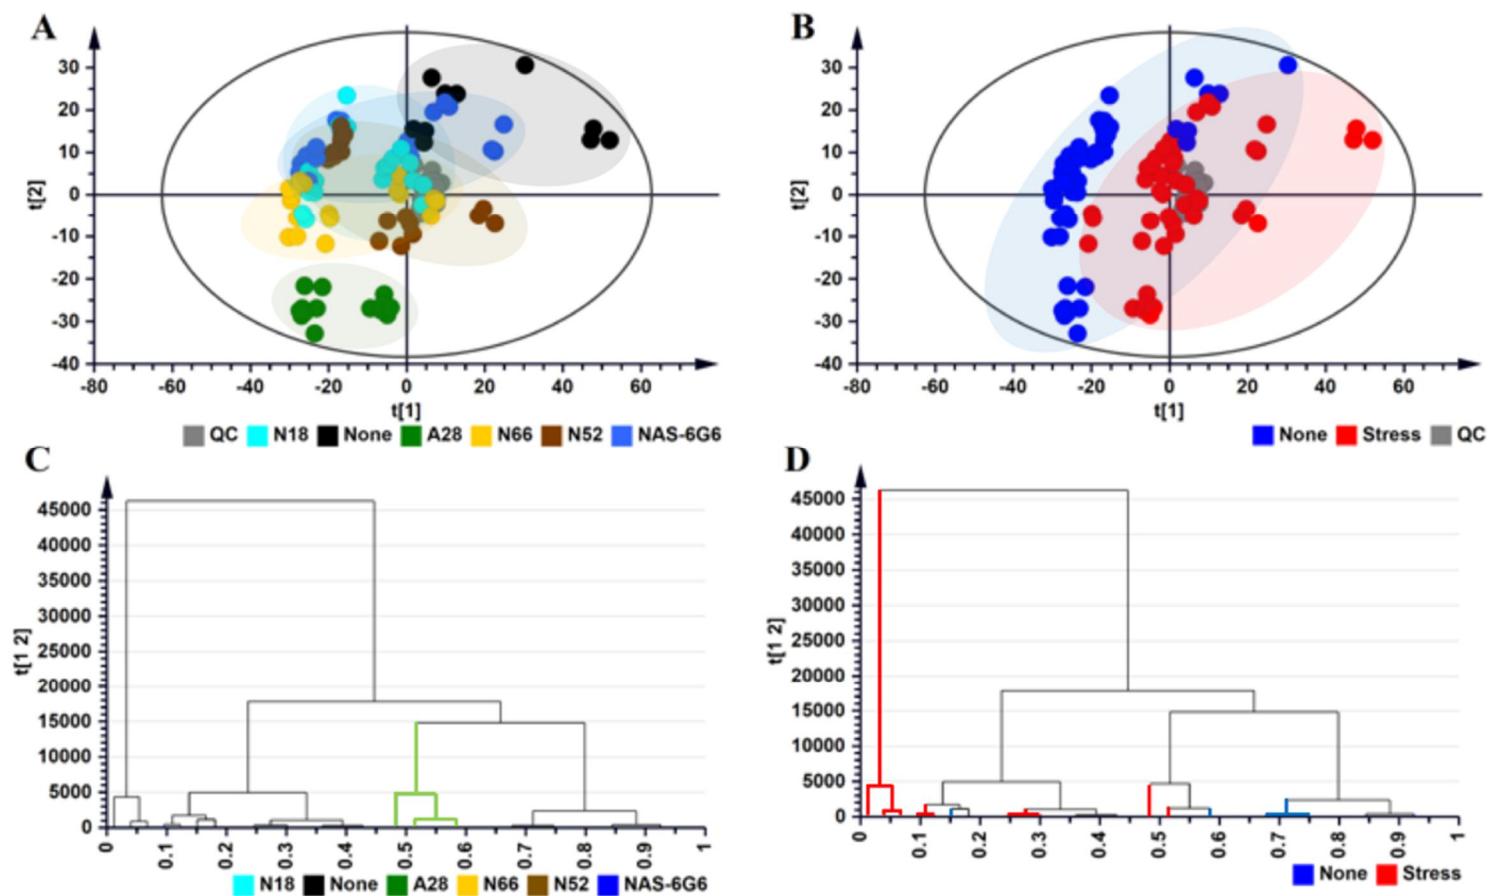 A
30
20
10
0
-10
-20
-30
-40
t[2]
-80 -60 -40 -20 0 20 40 60
t[1]
QC N18 None A28 N66 N52 NAS-6G6
B
30
20
10
0
-10
-20
-30
-40
t[2]
-80 -60 -40 -20 0 20 40 60
t[1]
None Stress QC
C
45000
40000
35000
30000
25000
20000
15000
10000
5000
0
t[1 2]
0 0.1 0.2 0.3 0.4 0.5 0.6 0.7 0.8 0.9 1
N18 None A28 N66 N52 NAS-6G6
D
45000
40000
35000
30000
25000
20000
15000
10000
5000
0
t[1 2]
0 0.1 0.2 0.3 0.4 0.5 0.6 0.7 0.8 0.9 1
None Stress